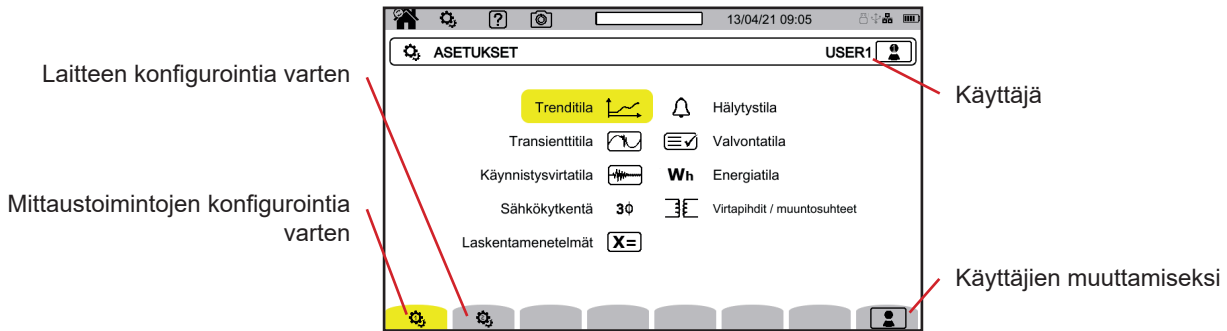 13/04/21 09:05
ASETUKSET
USER1
Laitteen konfigurointia varten
Käyttäjä
Trenditila
Hälytystila
Transienttitila
Valvontatila
Käynnistysvirtatila
Wh
Energiatila
Mittaustoimintojen konfigurointia
varten
Sähkökytkentä
3ϕ
Virtapihdit / muuntosuhteet
Laskentamenetelmät
X=
Käyttäjien muuttamiseksi